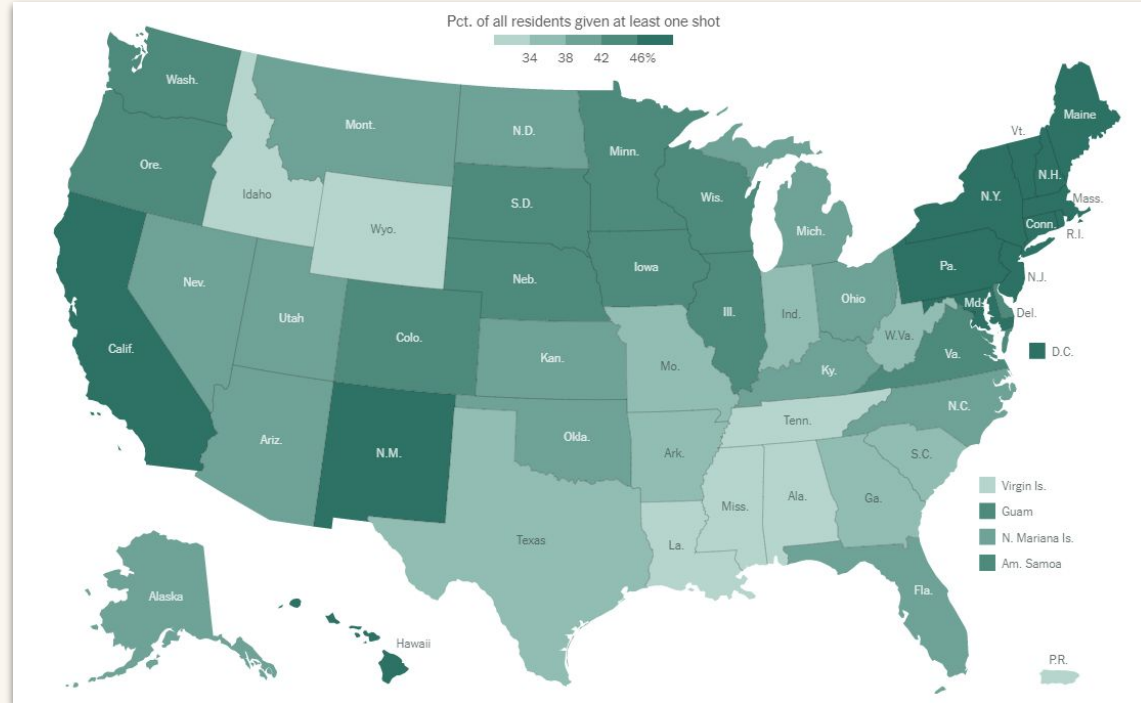 Pct. of all residents given at least one shot
34 38 42 46%
Wash.
Mont.
N.D.
Minn.
Vt.
Maine
Ore.
Idaho
S.D.
Wis.
N.Y.
N.H.
Mass.
Wyo.
Mich.
Conn.
R.I.
Nev.
Neb.
Iowa
Pa.
N.J.
Utah
Colo.
Ill.
Ind.
Ohio
Md.
Del.
Calif.
Kan.
Mo.
W.Va.
Va.
D.C.
Ky.
Ariz.
N.M.
Okla.
Ark.
Tenn.
N.C.
S.C.
Texas
La.
Miss.
Ala.
Ga.
Virgin Is.
Guam
N. Mariana Is.
Am. Samoa
Alaska
Hawaii
Fla.
P.R.